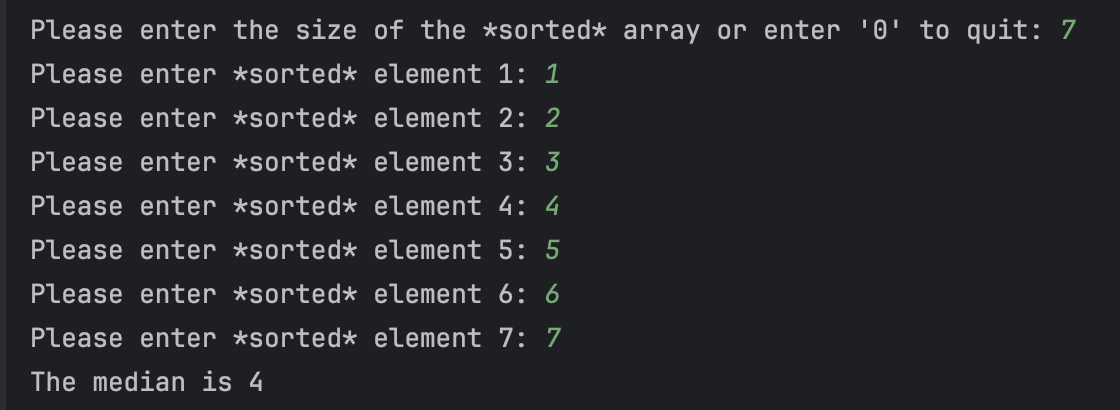 Please enter the size of the *sorted* array or enter '0' to quit: 7
Please enter *sorted* element 1: 1
Please enter *sorted* element 2: 2
Please enter *sorted* element 3: 3
Please enter *sorted* element 4: 4
Please enter *sorted* element 5: 5
Please enter *sorted* element 6: 6
Please enter *sorted* element 7: 7
The median is 4